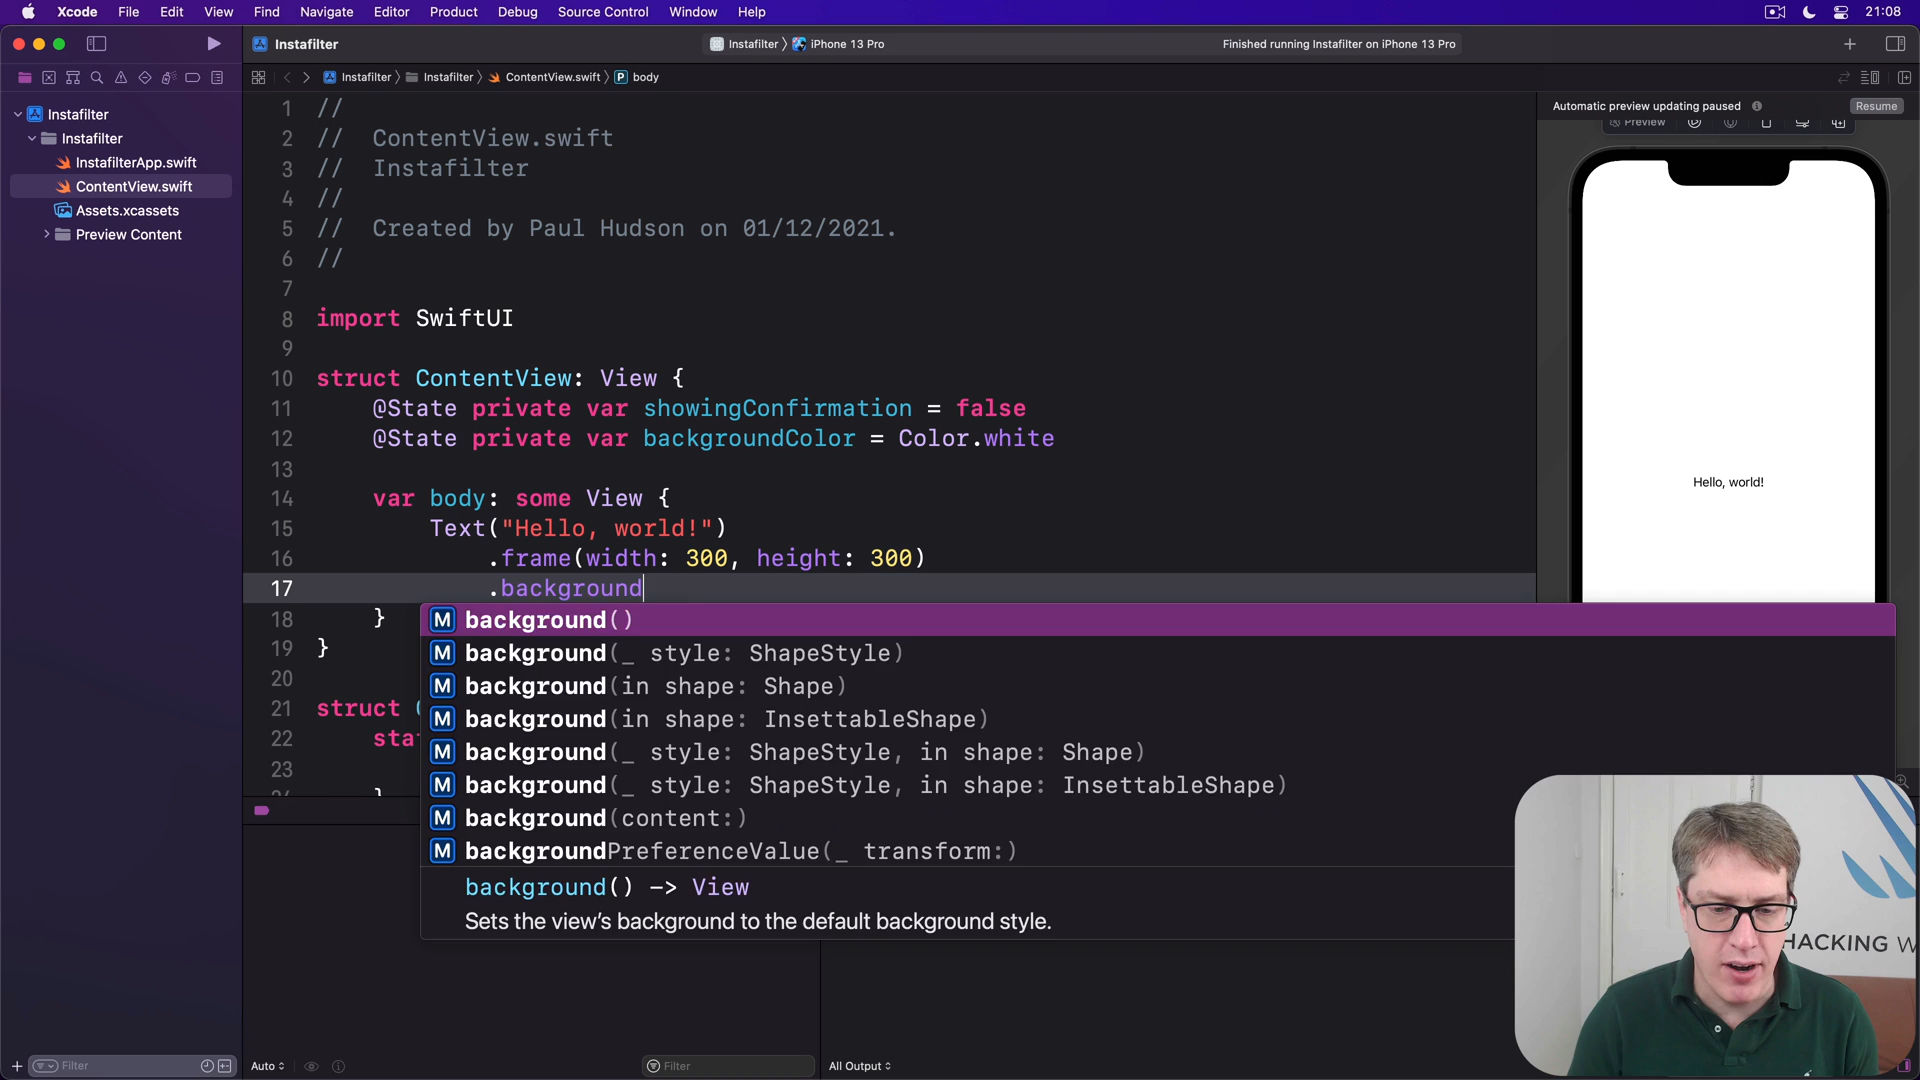 Xcode File Edit View Find Navigate Editor Product Debug Source Control Window Help 21:08
Instafilter
Instafilter iPhone 13 Pro
Finished running Instafilter on iPhone 13 Pro
Instafilter Instafilter ContentView.swift P body
Automatic preview updating paused Resume
Preview
Instafilter
Instafilter
InstafilterApp.swift
ContentView.swift
Assets.xcassets
Preview Content
1 //
2 // ContentView.swift
3 // Instafilter
4 //
5 // Created by Paul Hudson on 01/12/2021.
6 //
7
8 import SwiftUI
9
10 struct ContentView: View {
11 @State private var showingConfirmation = false
12 @State private var backgroundColor = Color.white
13
14 var body: some View {
15 Text("Hello, world!")
16 .frame(width: 300, height: 300)
17 .background
18 }
19 }
20
21 struct
22
23
24 }
M background()
M background(_ style: ShapeStyle)
M background(in shape: Shape)
M background(in shape: InsettableShape)
M background(_ style: ShapeStyle, in shape: Shape)
M background(_ style: ShapeStyle, in shape: InsettableShape)
M background(content:)
M backgroundPreferenceValue(_ transform:)
background() -> View
Sets the view's background to the default background style.
Hello, world!
HACKING W
Filter
Auto
Filter
All Output